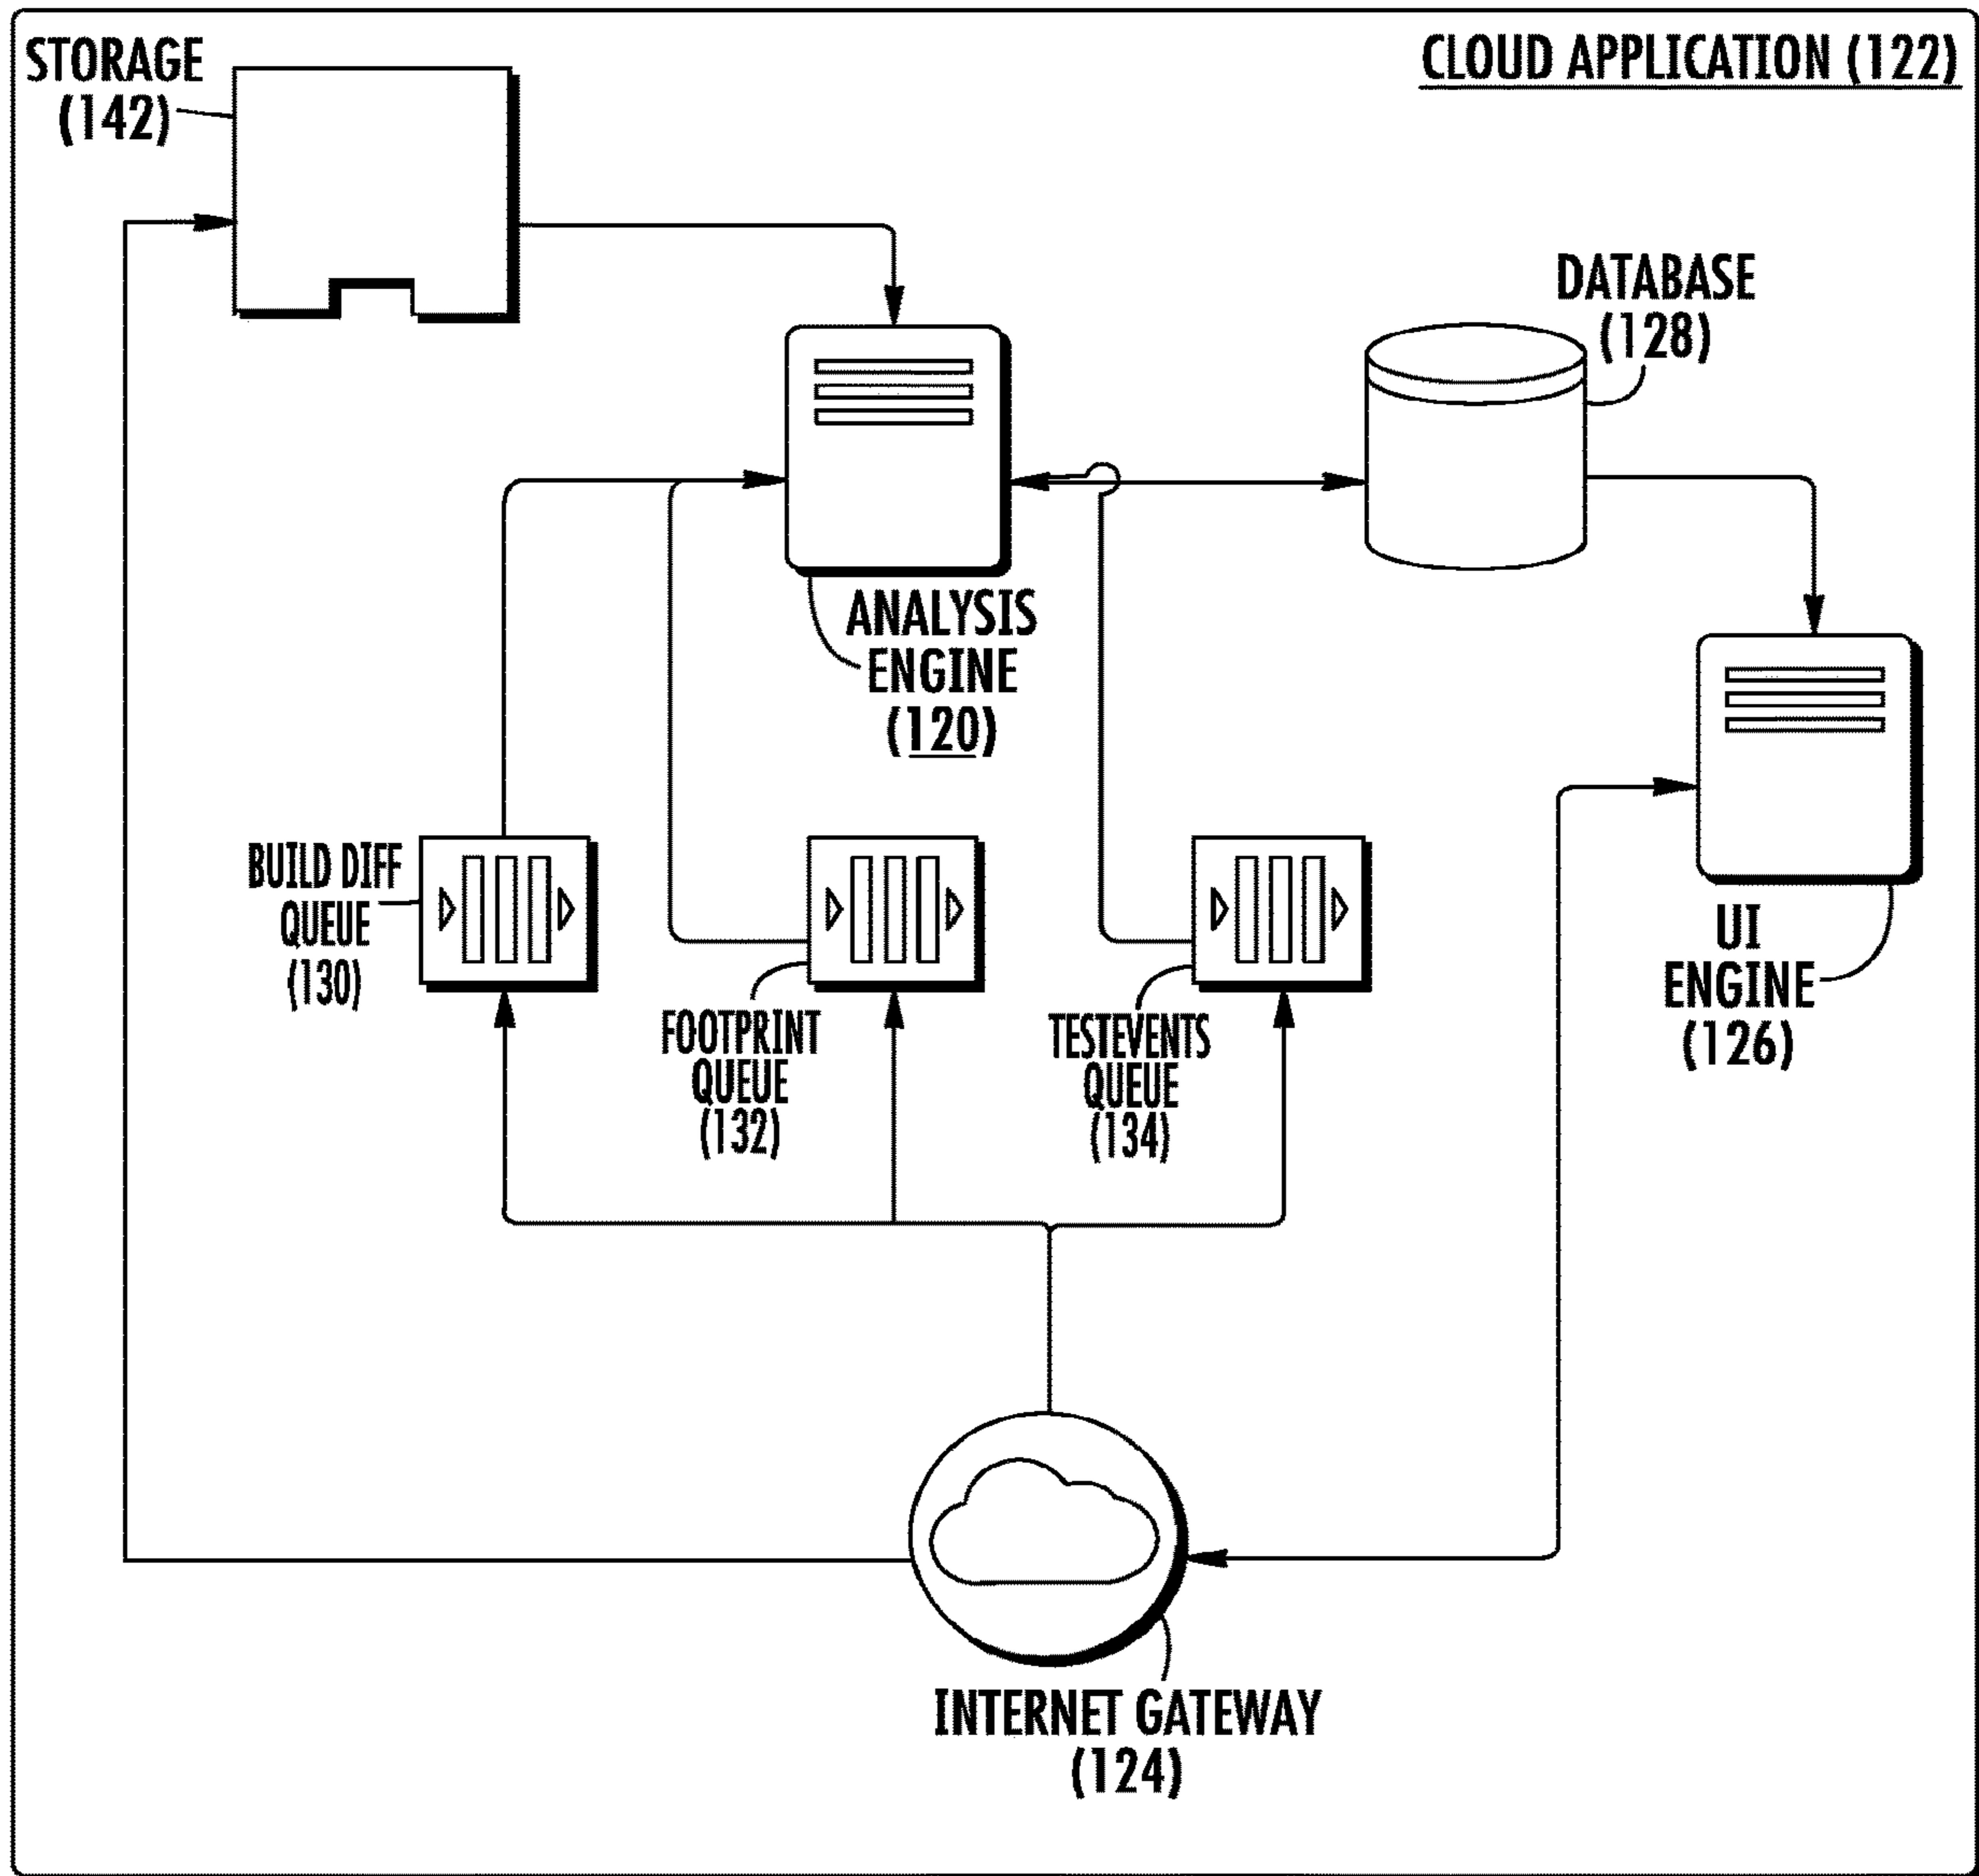 STORAGE
(142)
CLOUD APPLICATION (122)
DATABASE
(128)
ANALYSIS
ENGINE
(120)
BUILD DIFF
QUEUE
(130)
FOOTPRINT
QUEUE
(132)
TESTEVENTS
QUEUE
(134)
UI
ENGINE
(126)
INTERNET GATEWAY
(124)